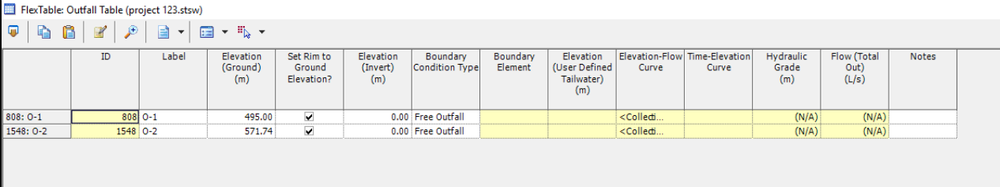 FlexTable: Outfall Table (project 123.stsw)
ID Label Elevation (Ground) (m) Set Rim to Ground Elevation? Elevation (Invert) (m) Boundary Condition Type Boundary Element Elevation (User Defined Tailwater) (m) Elevation-Flow Curve Time-Elevation Curve Hydraulic Grade (m) Flow (Total Out) (L/s) Notes
808: O-1 808 O-1 495.00 0.00 Free Outfall <Collecti... (N/A) (N/A)
1548: O-2 1548 O-2 571.74 0.00 Free Outfall <Collecti... (N/A) (N/A)